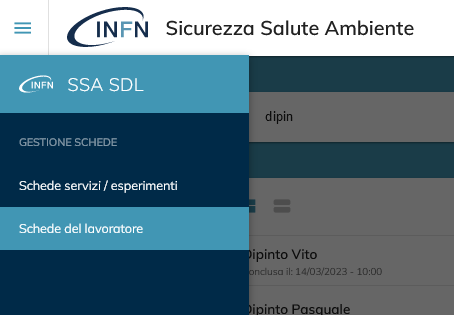 INFN Sicurezza Salute Ambiente
INFN SSA SDL
dipin
GESTIONE SCHEDE
Schede servizi / esperimenti
Schede del lavoratore
Dipinto Vito
onclusa il: 14/03/2023 - 10:00
Dipinto Pasquale